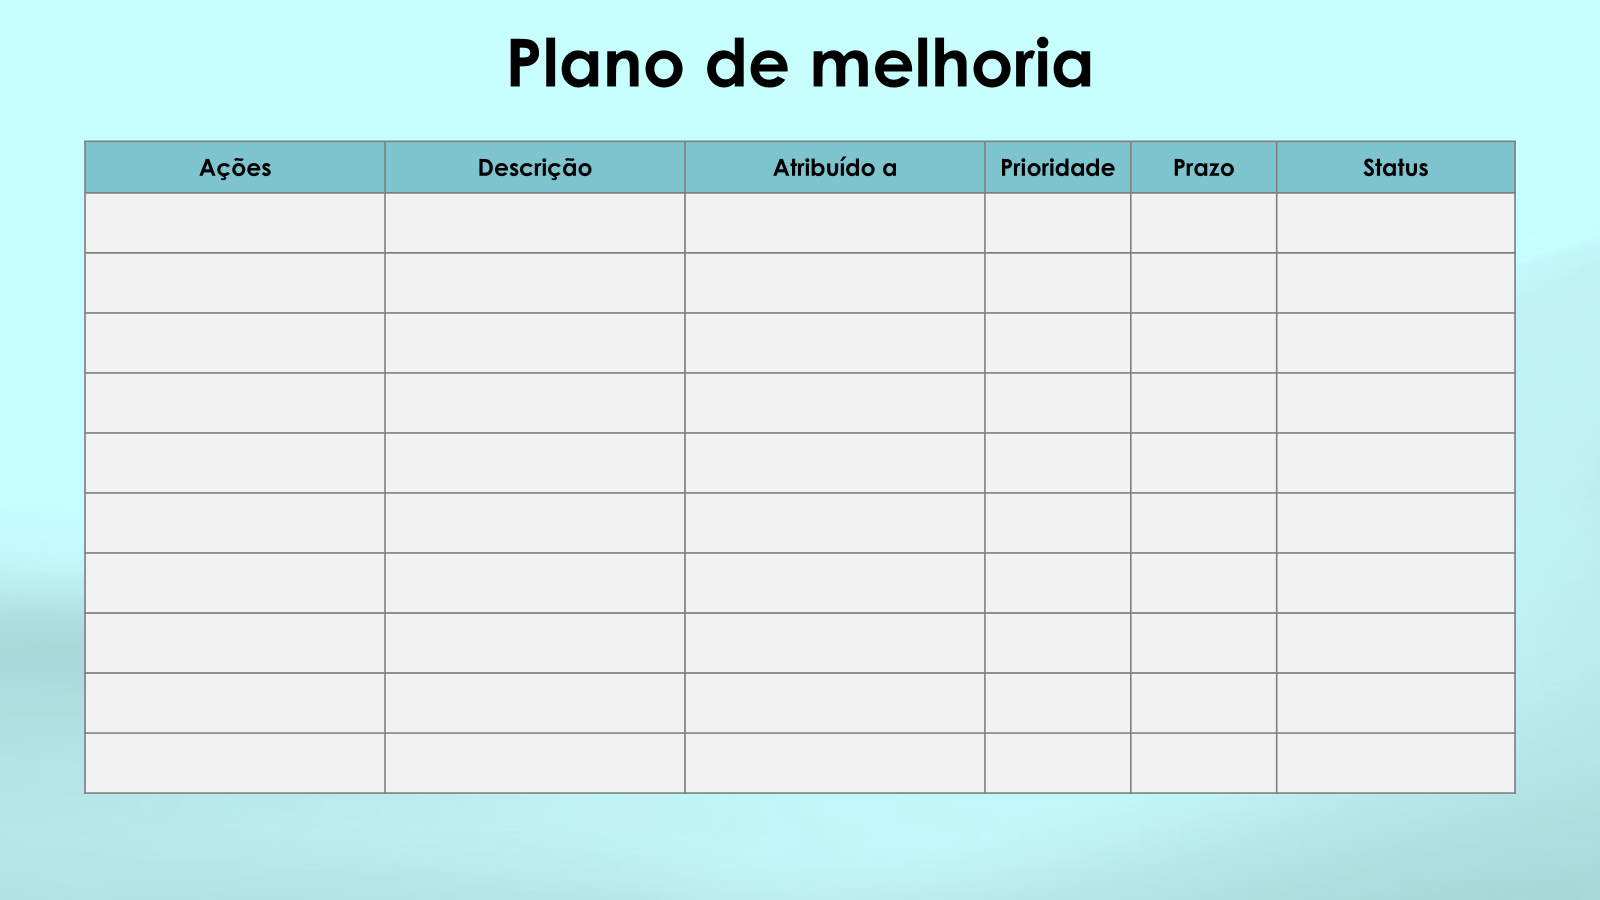 Plano de melhoria
Ações Descrição Atribuído a Prioridade Prazo Status